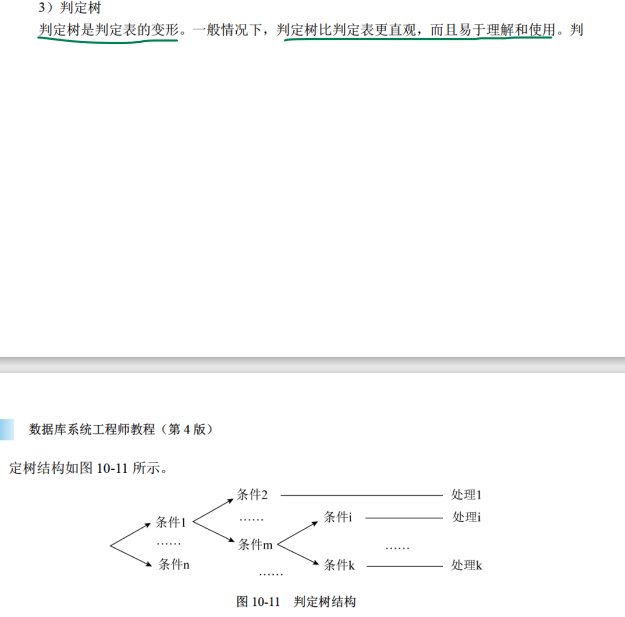 3）判定树
判定树是判定表的变形。一般情况下，判定树比判定表更直观，而且易于理解和使用。判
数据库系统工程师教程（第 4 版）
定树结构如图 10-11 所示。
条件2 处理1
条件1 …… 条件i 处理i
…… 条件m ……
条件n 条件k 处理k
……
图 10-11 判定树结构